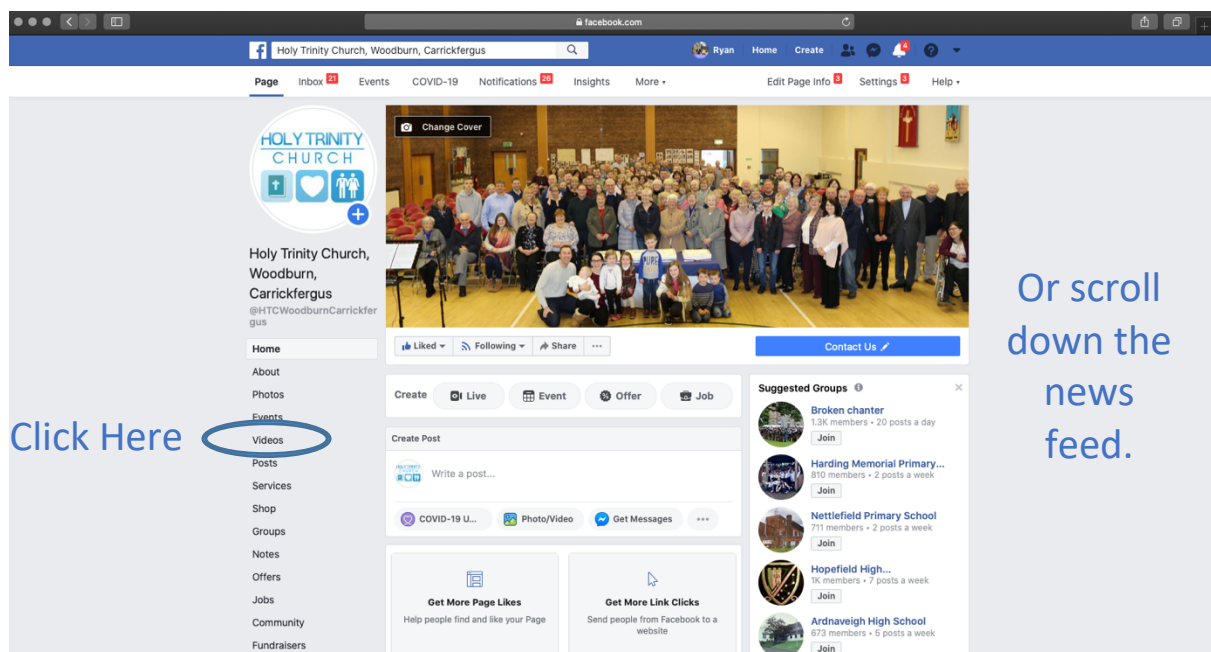 facebook.com
Holy Trinity Church, Woodburn, Carrickfergus
Ryan Home Create 4
Page Inbox 21 Events COVID-19 Notifications 26 Insights More Edit Page Info 3 Settings 3 Help
HOLY TRINITY
CHURCH
Change Cover
Holy Trinity Church,
Woodburn,
Carrickfergus
@HTCWoodburnCarrickfer
gus
Liked Following Share ...
Contact Us
Home
About
Photos
Events
Videos
Posts
Services
Shop
Groups
Notes
Offers
Jobs
Community
Fundraisers
Click Here
Create Live Event Offer Job
Create Post
Write a post...
COVID-19 U... Photo/Video Get Messages ...
Get More Page Likes
Help people find and like your Page
Get More Link Clicks
Send people from Facebook to a
website
Suggested Groups
Broken chanter
1.3K members • 20 posts a day
Join
Harding Memorial Primary...
810 members • 2 posts a week
Join
Nettlefield Primary School
711 members • 2 posts a week
Join
Hopefield High...
1K members • 7 posts a week
Join
Ardnaveigh High School
673 members • 5 posts a week
Join
Or scroll
down the
news
feed.